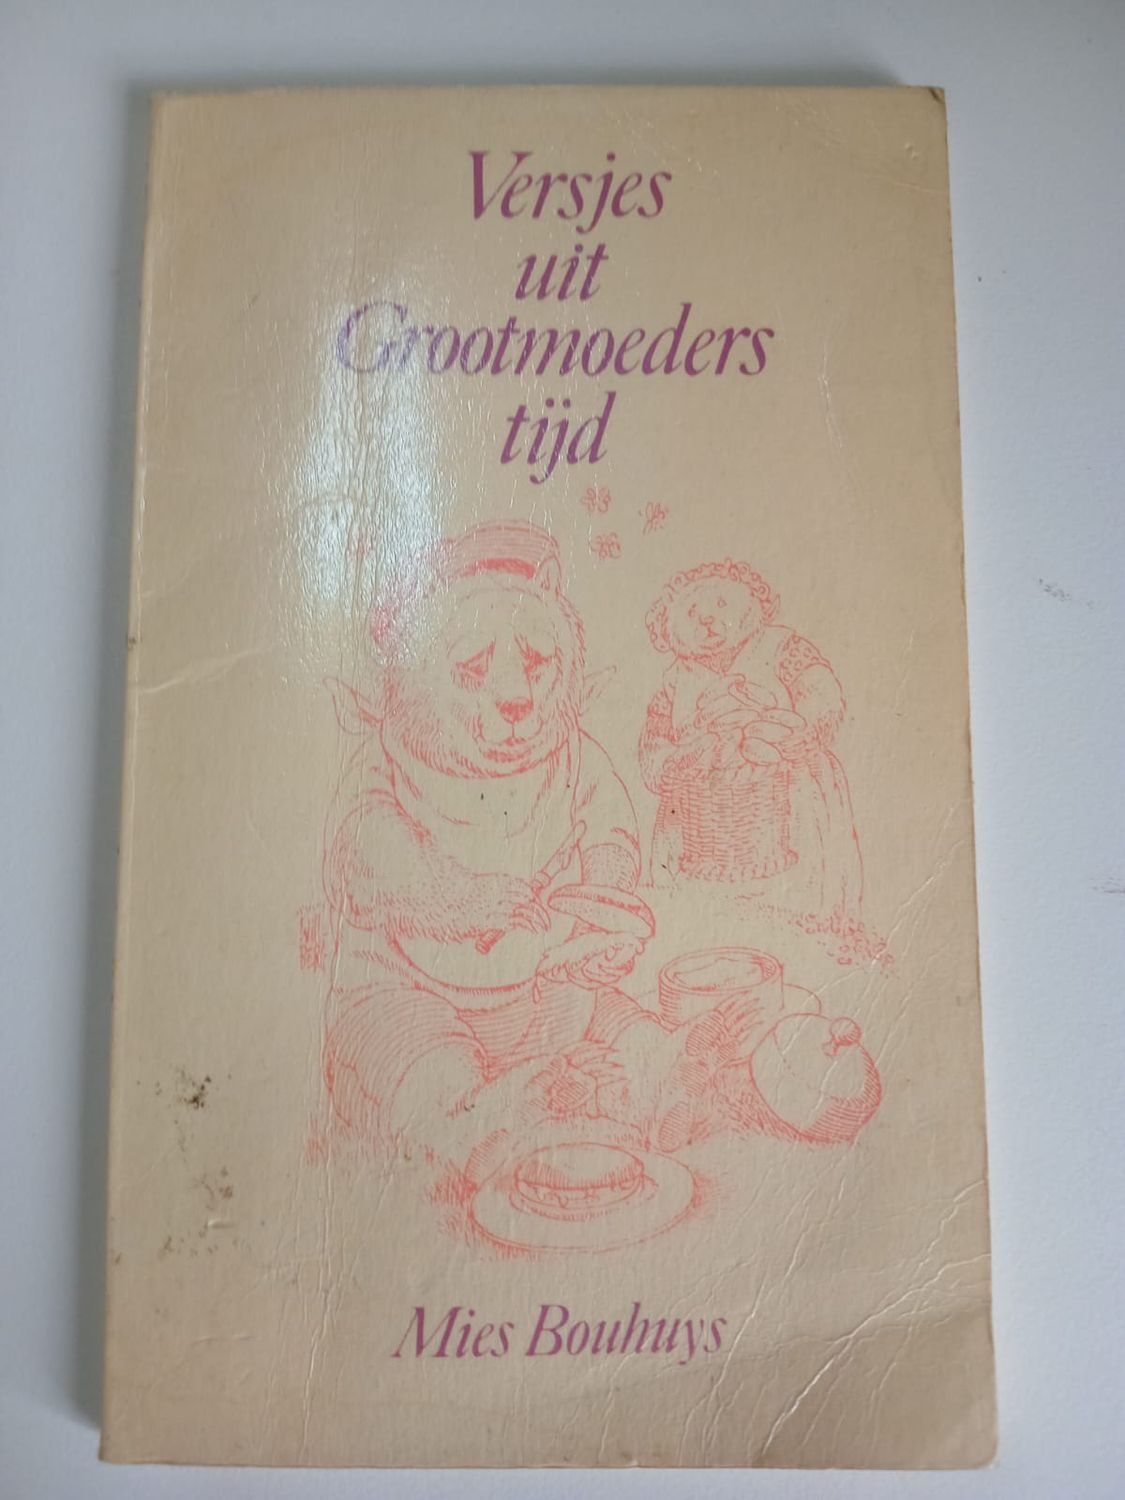 Versjes
uit
Grootmoeders
tijd
Mies Bouhuys